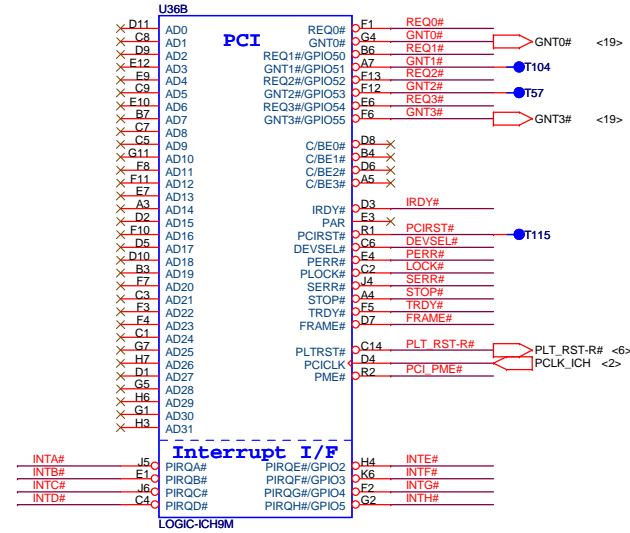 U36B
PCI
D11 AD0 REQ0# F1 REQ0#
C8 AD1 GNT0# G4 GNT0# GNT0# <19>
D9 AD2 REQ1#/GPIO50 B6 REQ1#
E12 AD3 GNT1#/GPIO51 A7 GNT1# T104
E9 AD4 REQ2#/GPIO52 F13 REQ2#
C9 AD5 GNT2#/GPIO53 F12 GNT2# T57
E10 AD6 REQ3#/GPIO54 E6 REQ3#
B7 AD7 GNT3#/GPIO55 F6 GNT3# GNT3# <19>
C7 AD8
C5 AD9 C/BE0# D8
G11 AD10 C/BE1# B4
F8 AD11 C/BE2# D6
F11 AD12 C/BE3# A5
E7 AD13
A3 AD14 IRDY# D3 IRDY#
D2 AD15 PAR E3
F10 AD16 PCIRST# R1 PCIRST# T115
D5 AD17 DEVSEL# C6 DEVSEL#
D10 AD18 PERR# E4 PERR#
B3 AD19 PLOCK# C2 LOCK#
F7 AD20 SERR# J4 SERR#
C3 AD21 STOP# A4 STOP#
F3 AD22 TRDY# F5 TRDY#
F4 AD23 FRAME# D7 FRAME#
C1 AD24
G7 AD25 PLTRST# C14 PLT_RST-R# PLT_RST-R# <6>
H7 AD26 PCICLK D4 PCLK_ICH <2>
D1 AD27 PME# R2 PCI_PME#
G5 AD28
H6 AD29
G1 AD30
H3 AD31
Interrupt I/F
INTA# J5 PIRQA# PIRQE#/GPIO2 H4 INTE#
INTB# E1 PIRQB# PIRQF#/GPIO3 K6 INTF#
INTC# J6 PIRQC# PIRQG#/GPIO4 F2 INTG#
INTD# C4 PIRQD# PIRQH#/GPIO5 G2 INTH#
LOGIC-ICH9M